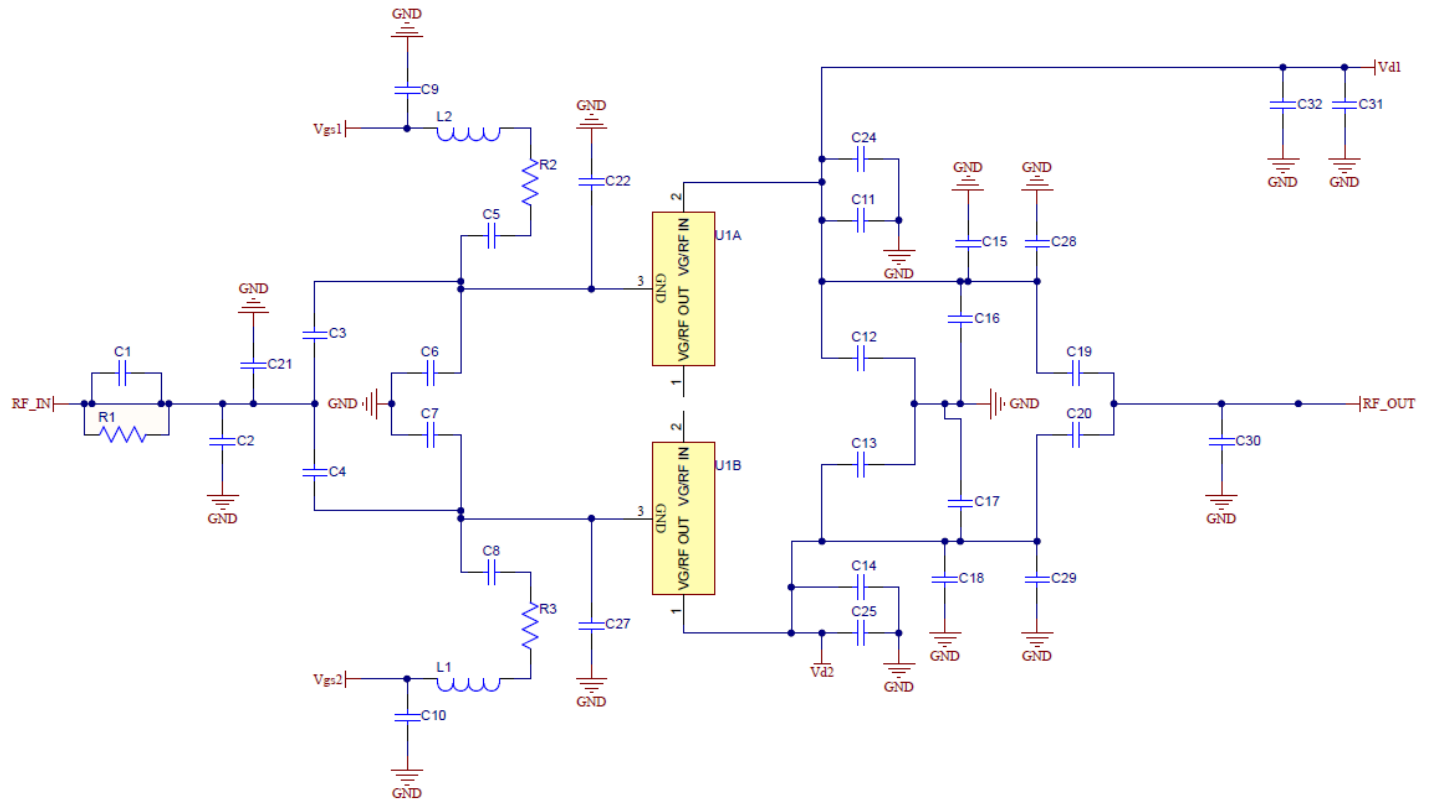 GND
C9
Vgs1
L2
R2
C5
GND
C22
2
VG/RF IN
U1A
3
GND
VG/RF OUT
1
GND
C21
C3
C1
RF_IN
R1
C2
GND
C4
C6
GND
C7
2
VG/RF IN
U1B
3
GND
VG/RF OUT
1
C8
R3
C27
GND
Vgs2
L1
C10
GND
Vd1
C32
C31
GND
GND
C24
C11
GND
GND
C15
GND
C28
C16
C12
GND
C19
C20
RF_OUT
C30
GND
C13
C17
C14
C25
C18
C29
Vd2
GND
GND
GND